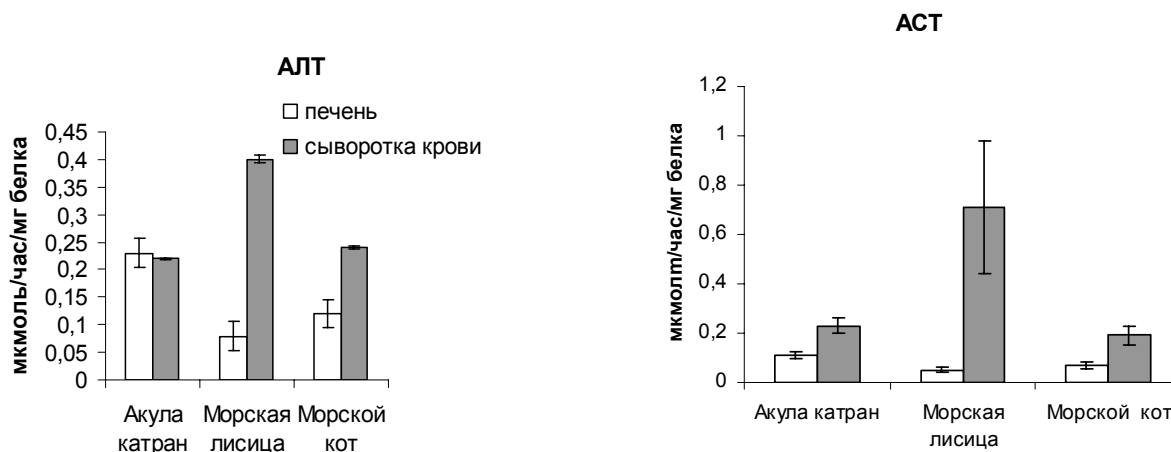 АЛТ
печень
сыворотка крови
мкмоль/час/мг белка
0,45
0,4
0,35
0,3
0,25
0,2
0,15
0,1
0,05
0
Акула катран
Морская лисица
Морской кот
АСТ
мкмолm/час/мг белка
1,2
1
0,8
0,6
0,4
0,2
0
Акула катран
Морская лисица
Морской кот